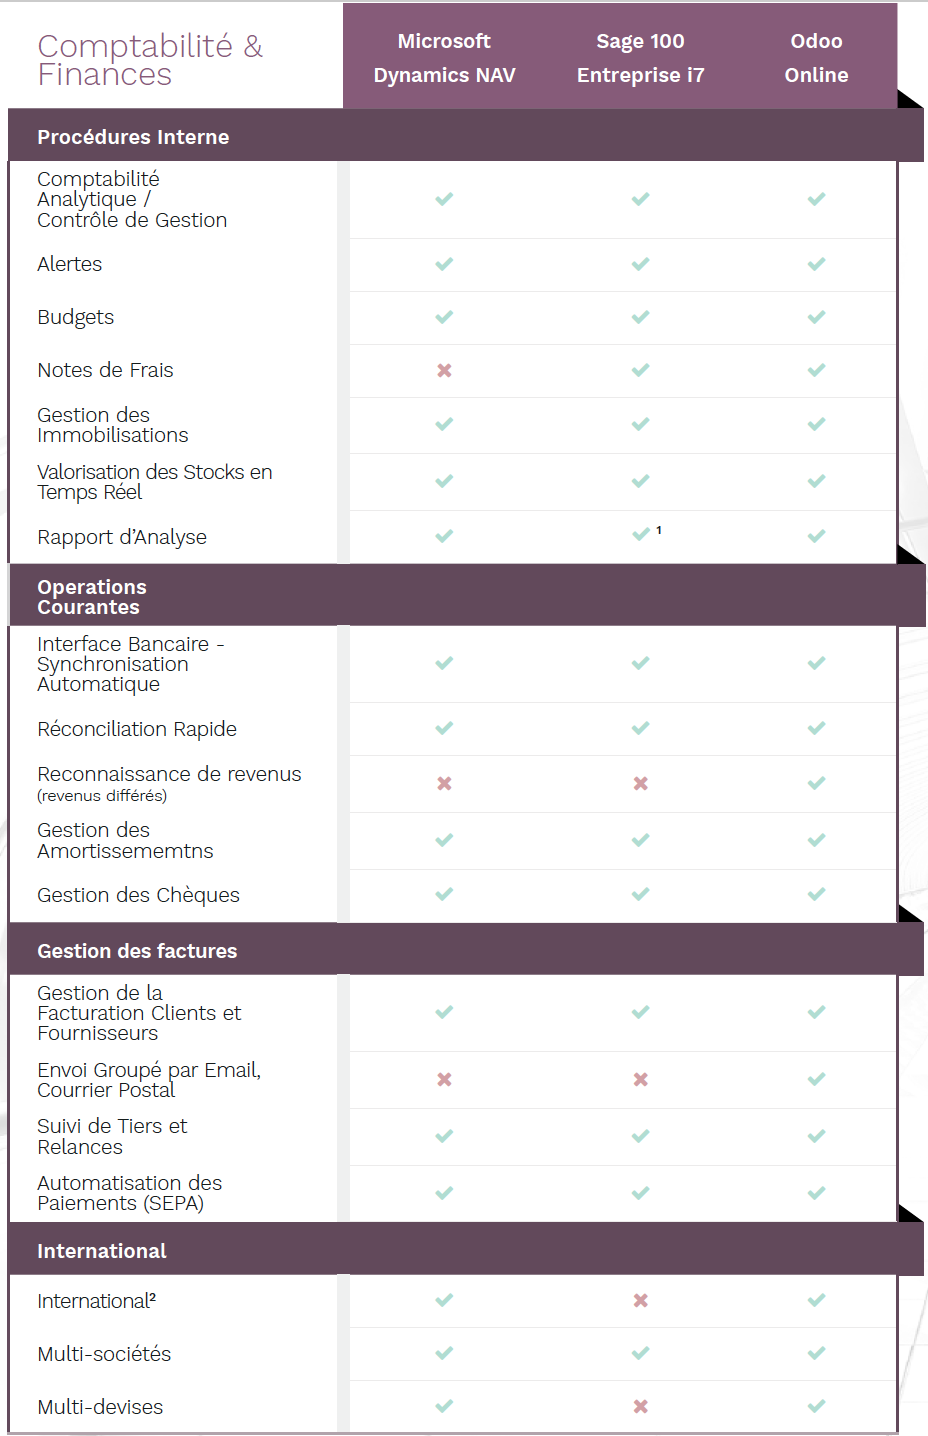 Comptabilité &
Finances
Microsoft
Dynamics NAV
Sage 100
Entreprise i7
Odoo
Online
Procédures Interne
Comptabilité
Analytique /
Contrôle de Gestion
Alertes
Budgets
Notes de Frais
Gestion des
Immobilisations
Valorisation des Stocks en
Temps Réel
Rapport d’Analyse
1
Operations
Courantes
Interface Bancaire -
Synchronisation
Automatique
Réconciliation Rapide
Reconnaissance de revenus
(revenus différés)
Gestion des
Amortissememtns
Gestion des Chèques
Gestion des factures
Gestion de la
Facturation Clients et
Fournisseurs
Envoi Groupé par Email,
Courrier Postal
Suivi de Tiers et
Relances
Automatisation des
Paiements (SEPA)
International
International²
Multi-sociétés
Multi-devises